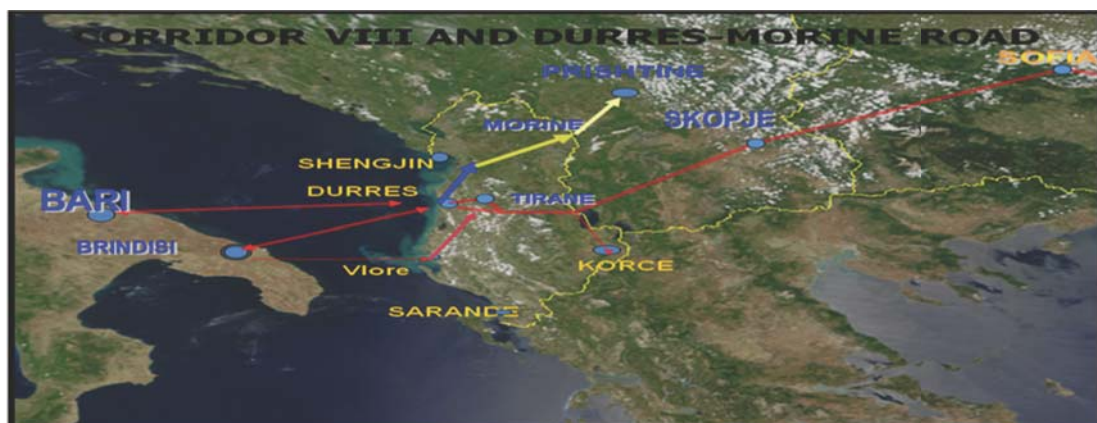 CORRIDOR VIII AND DURRES-MORINE ROAD
PRISHTINE
SOFIA
MORINE
SKOPJE
SHENGJIN
DURRES
TIRANE
BARI
BRINDISI
Vlore
KORCE
SARANDE